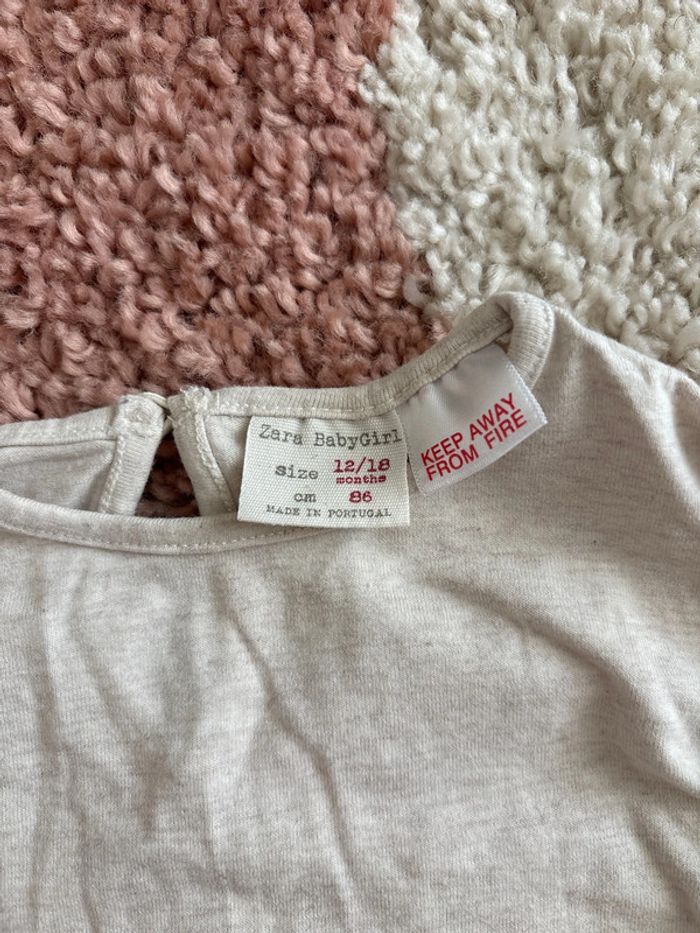 Zara BabyGirl
size 12/18
months
cm 86
MADE IN PORTUGAL
KEEP AWAY
FROM FIRE